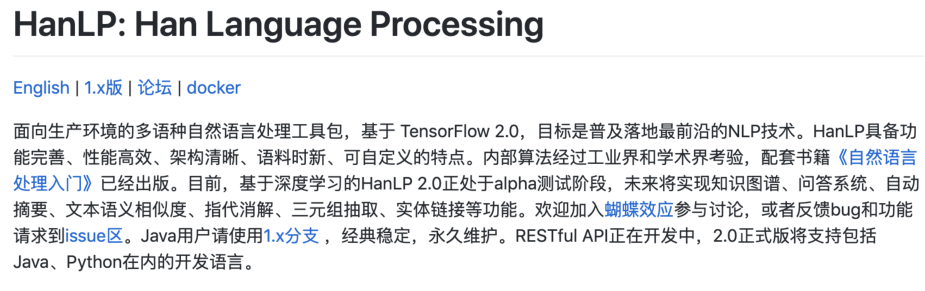 HanLP: Han Language Processing
English | 1.x版 | 论坛 | docker
面向生产环境的多语种自然语言处理工具包，基于 TensorFlow 2.0，目标是普及落地最前沿的NLP技术。HanLP具备功
能完善、性能高效、架构清晰、语料时新、可自定义的特点。内部算法经过工业界和学术界考验，配套书籍《自然语言
处理入门》已经出版。目前，基于深度学习的HanLP 2.0正处于alpha测试阶段，未来将实现知识图谱、问答系统、自动
摘要、文本语义相似度、指代消解、三元组抽取、实体链接等功能。欢迎加入蝴蝶效应参与讨论，或者反馈bug和功能
请求到issue区。Java用户请使用1.x分支 ，经典稳定，永久维护。RESTful API正在开发中，2.0正式版将支持包括
Java、Python在内的开发语言。